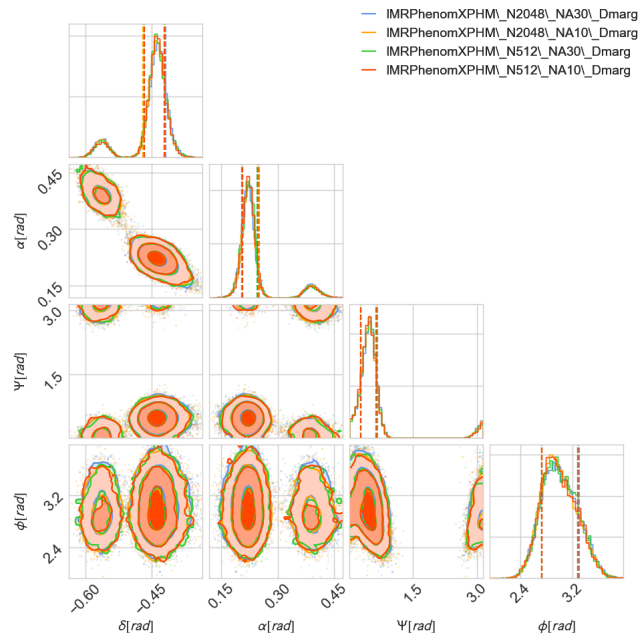 IMRPhenomXPHM\_N2048\_NA30\_Dmarg
IMRPhenomXPHM\_N2048\_NA10\_Dmarg
IMRPhenomXPHM\_N512\_NA30\_Dmarg
IMRPhenomXPHM\_N512\_NA10\_Dmarg
0.45
0.30
0.15
α[rad]
3.0
1.5
Ψ[rad]
3.2
2.4
ϕ[rad]
−0.60
−0.45
0.15
0.30
0.45
1.5
3.0
2.4
3.2
δ[rad]
α[rad]
Ψ[rad]
ϕ[rad]